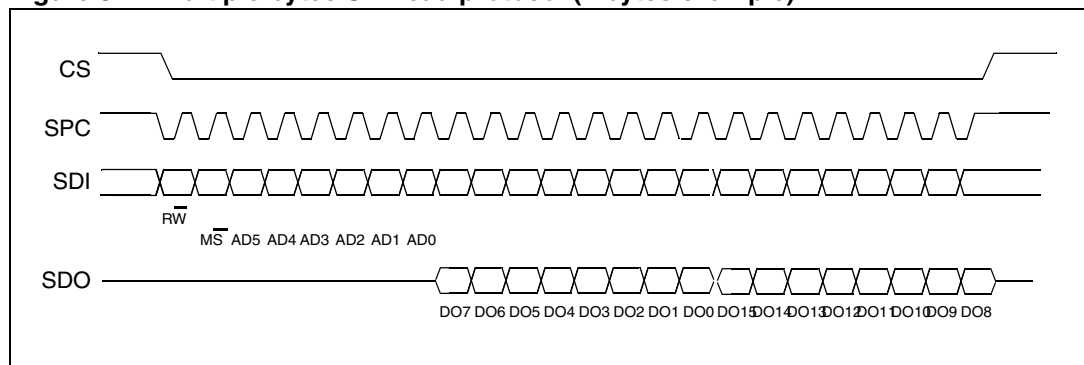 CS
SPC
SDI
RW
MS AD5 AD4 AD3 AD2 AD1 AD0
SDO
DO7 DO6 DO5 DO4 DO3 DO2 DO1 DO0 DO15 DO14 DO13 DO12 DO11 DO10 DO9 DO8